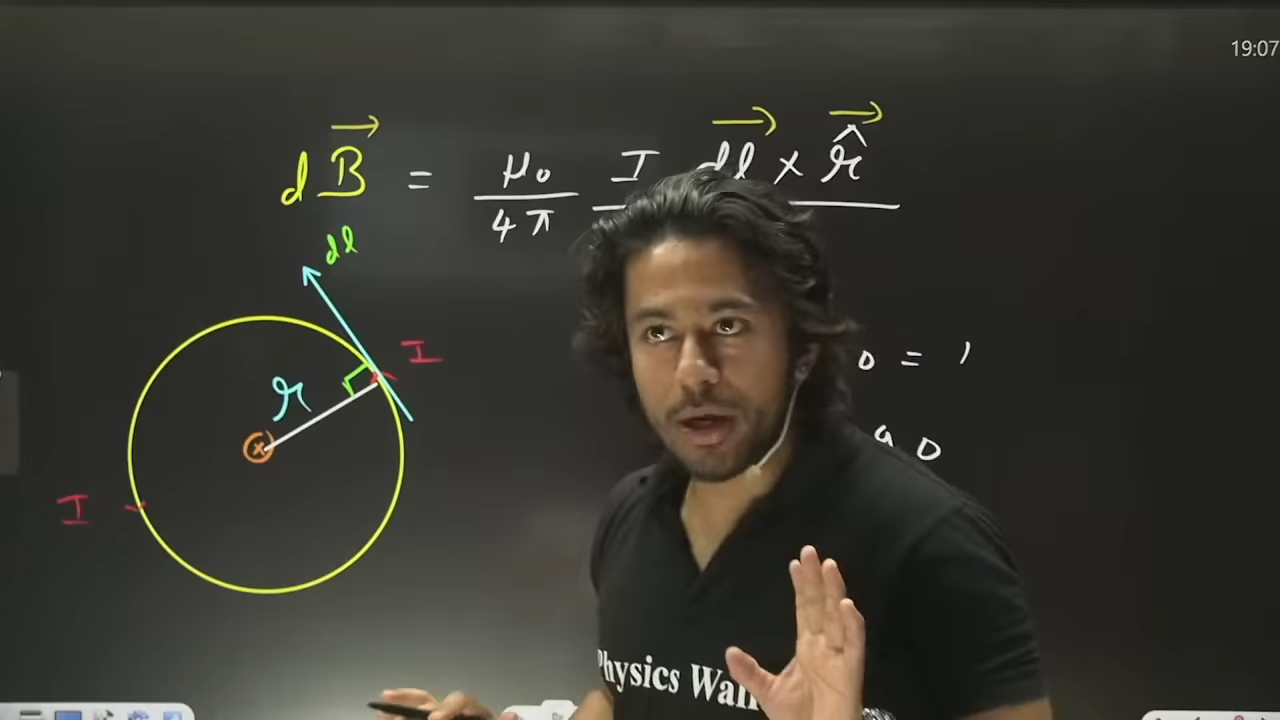 19:07
dB = μ₀/4π I dl × r̂
dl
I
r
x
I
0 = 1
90
Physics Wall